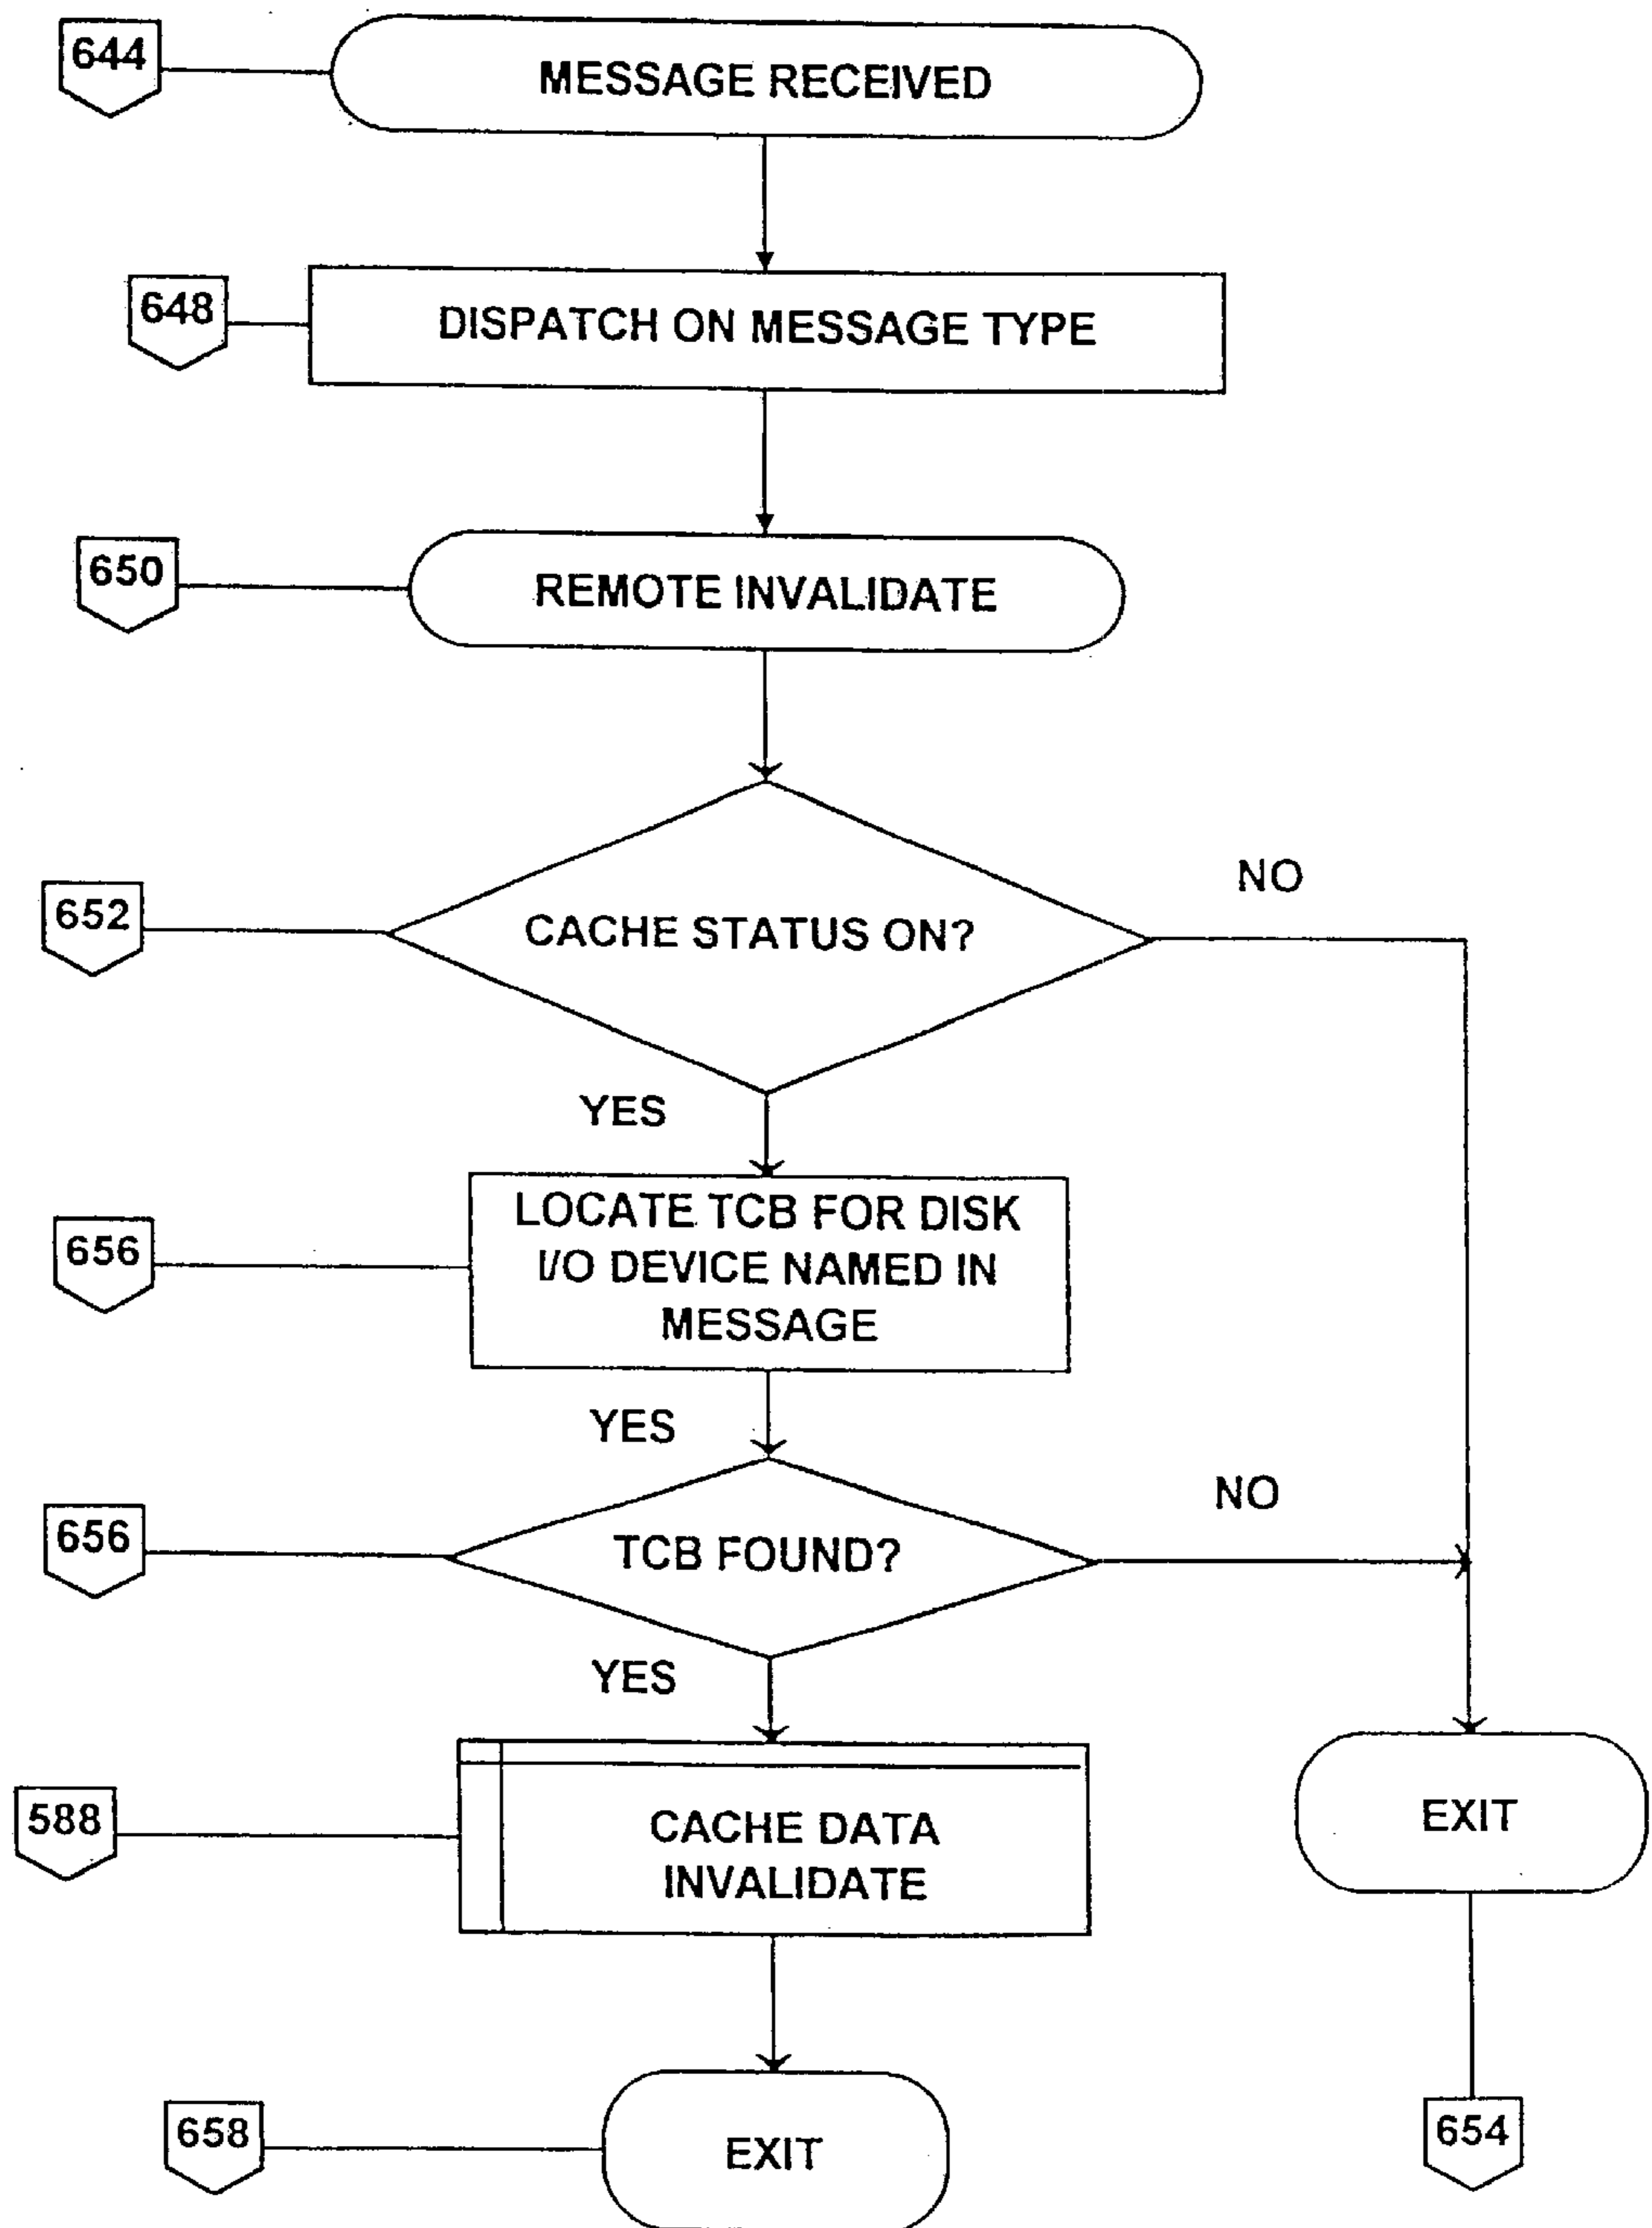 644
MESSAGE RECEIVED
648
DISPATCH ON MESSAGE TYPE
650
REMOTE INVALIDATE
652
CACHE STATUS ON?
NO
YES
656
LOCATE TCB FOR DISK
I/O DEVICE NAMED IN
MESSAGE
YES
656
TCB FOUND?
NO
YES
588
CACHE DATA
INVALIDATE
EXIT
658
EXIT
654